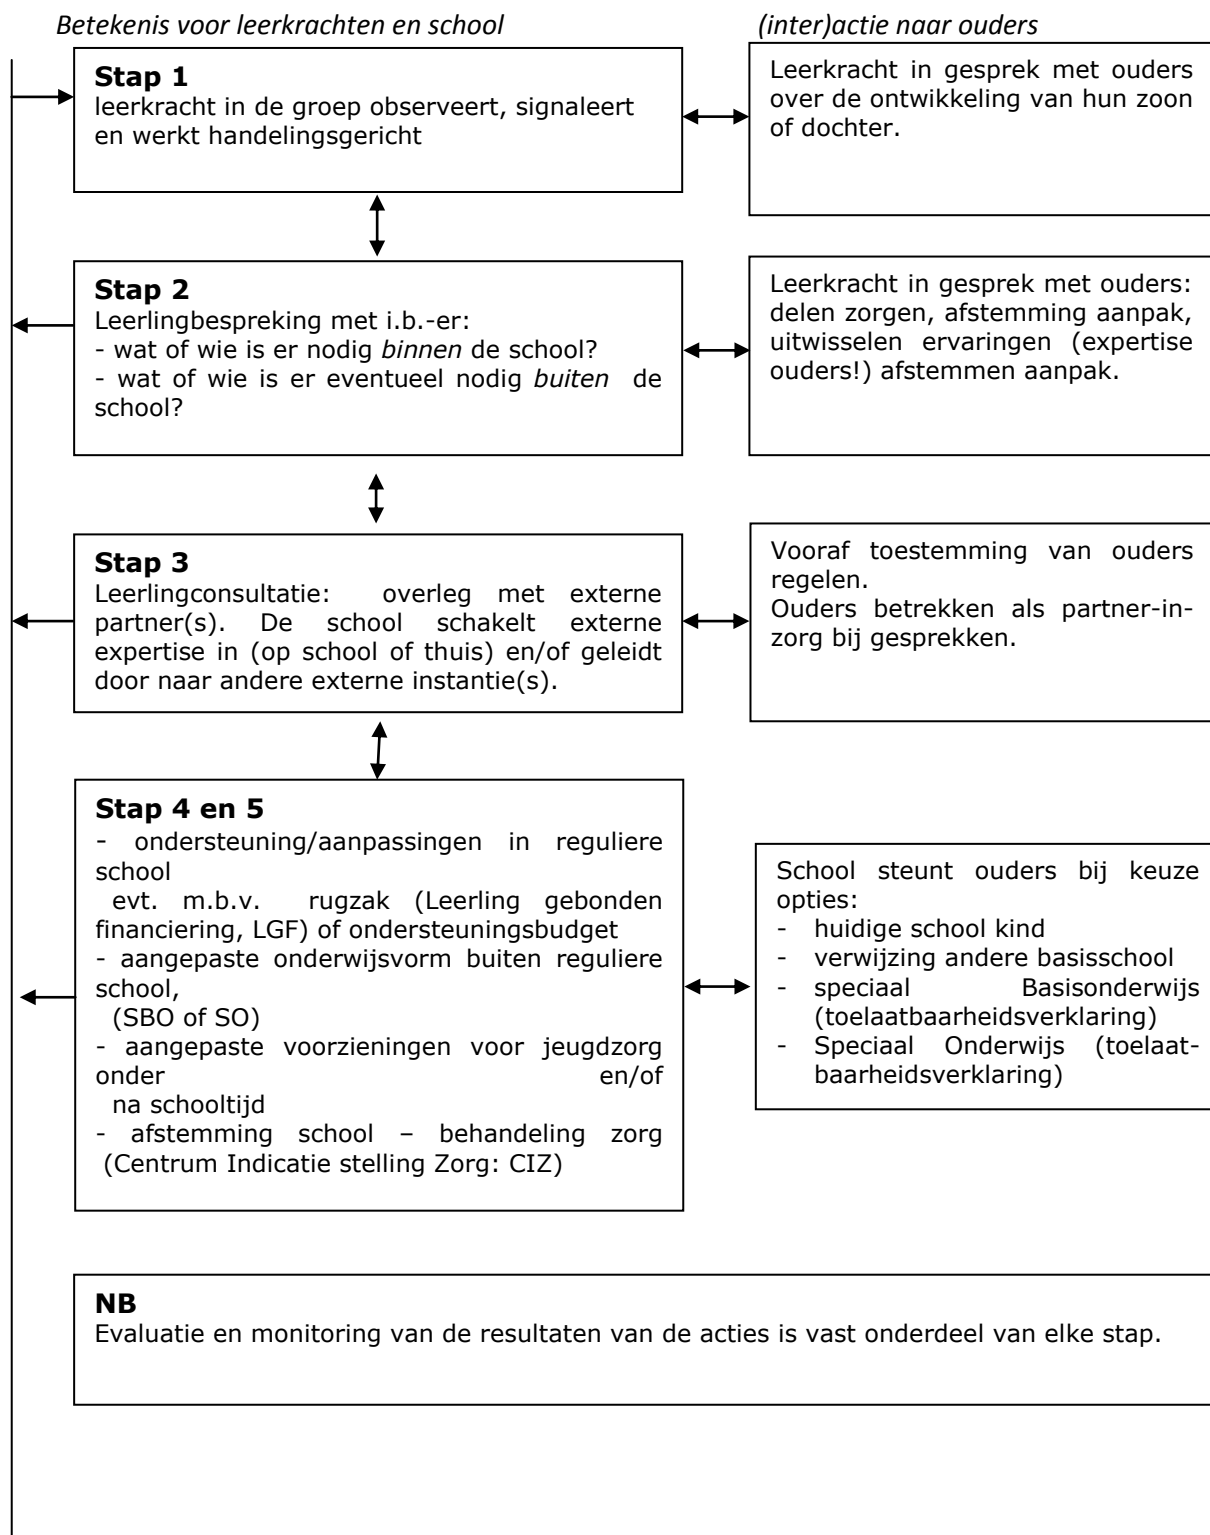 Betekenis voor leerkrachten en school
(inter)actie naar ouders
Stap 1
leerkracht in de groep observeert, signaleert
en werkt handelingsgericht
Leerkracht in gesprek met ouders
over de ontwikkeling van hun zoon
of dochter.
Stap 2
Leerlingbespreking met i.b.-er:
- wat of wie is er nodig binnen de school?
- wat of wie is er eventueel nodig buiten de
school?
Leerkracht in gesprek met ouders:
delen zorgen, afstemming aanpak,
uitwisselen ervaringen (expertise
ouders!) afstemmen aanpak.
Stap 3
Leerlingconsultatie: overleg met externe
partner(s). De school schakelt externe
expertise in (op school of thuis) en/of geleidt
door naar andere externe instantie(s).
Vooraf toestemming van ouders
regelen.
Ouders betrekken als partner-in-
zorg bij gesprekken.
Stap 4 en 5
- ondersteuning/aanpassingen in reguliere
school
evt. m.b.v. rugzak (Leerling gebonden
financiering, LGF) of ondersteuningsbudget
- aangepaste onderwijsvorm buiten reguliere
school,
(SBO of SO)
- aangepaste voorzieningen voor jeugdzorg
onder en/of
na schooltijd
- afstemming school – behandeling zorg
(Centrum Indicatie stelling Zorg: CIZ)
School steunt ouders bij keuze
opties:
- huidige school kind
- verwijzing andere basisschool
- speciaal Basisonderwijs
(toelaatbaarheidsverklaring)
- Speciaal Onderwijs (toelaat-
baarheidsverklaring)
NB
Evaluatie en monitoring van de resultaten van de acties is vast onderdeel van elke stap.